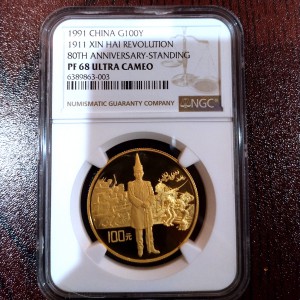 1991 CHINA G100Y
1911 XIN HAI REVOLUTION
80TH ANNIVERSARY-STANDING
PF 68 ULTRA CAMEO
6389863-003
NUMISMATIC GUARANTY COMPANY
NGC
100元